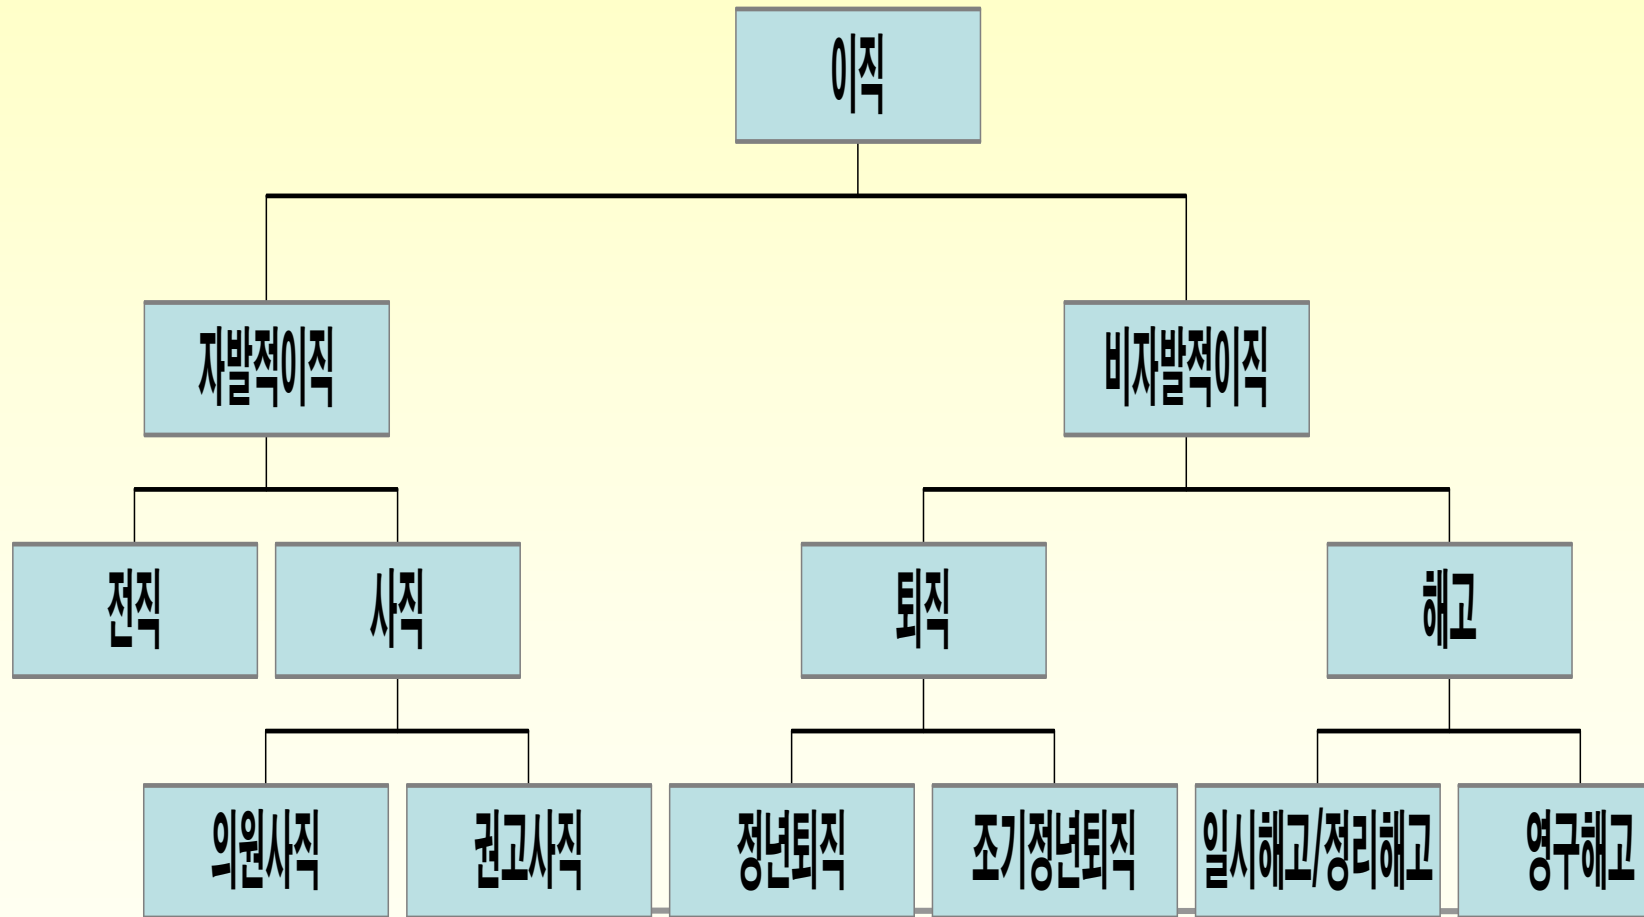 이직
자발적이직
비자발적이직
전직
사직
퇴직
해고
의원사직
권고사직
정년퇴직
조기정년퇴직
일시해고/정리해고
영구해고